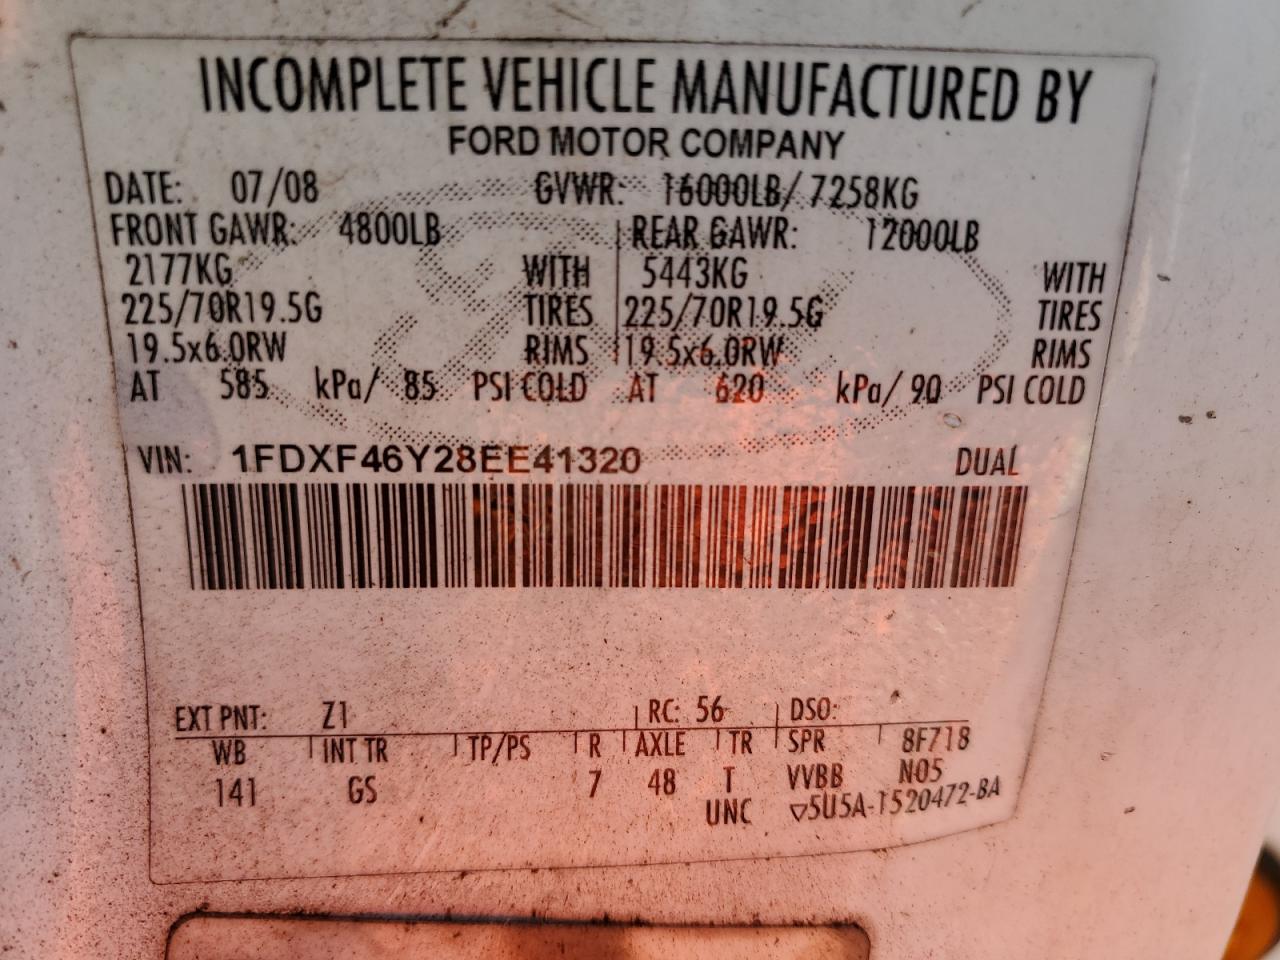 INCOMPLETE VEHICLE MANUFACTURED BY
FORD MOTOR COMPANY
DATE: 07/08 GVWR: 16000LB/ 7258KG
FRONT GAWR: 4800LB REAR GAWR: 12000LB
2177KG WITH 5443KG WITH
225/70R19.5G TIRES 225/70R19.5G TIRES
19.5x6.0RW RIMS 19.5x6.0RW RIMS
AT 585 kPa/ 85 PSI COLD AT 620 kPa/ 90 PSI COLD
VIN: 1FDXF46Y28EE41320 DUAL
EXT PNT: Z1 RC: 56 DSO:
WB INT TR TP/PS R AXLE TR SPR 8F718
141 GS 7 48 T VVBB N05
UNC ▽5U5A-1520472-BA